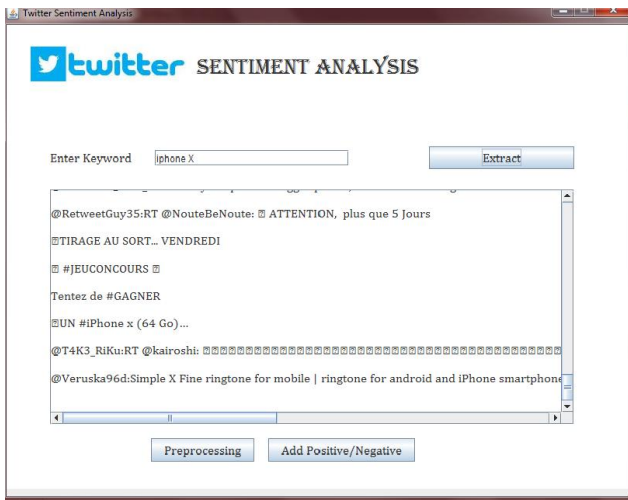 Twitter Sentiment Analysis
twitter SENTIMENT ANALYSIS
Enter Keyword iphone X Extract
@RetweetGuy35:RT @NouteBeNoute: ⍰ ATTENTION, plus que 5 Jours
⍰TIRAGE AU SORT... VENDREDI
⍰ #JEUCONCOURS ⍰
Tentez de #GAGNER
⍰UN #iPhone x (64 Go)...
@T4K3_RiKu:RT @kairoshi:
@Veruska96d:Simple X Fine ringtone for mobile | ringtone for android and iPhone smartphone
Preprocessing Add Positive/Negative